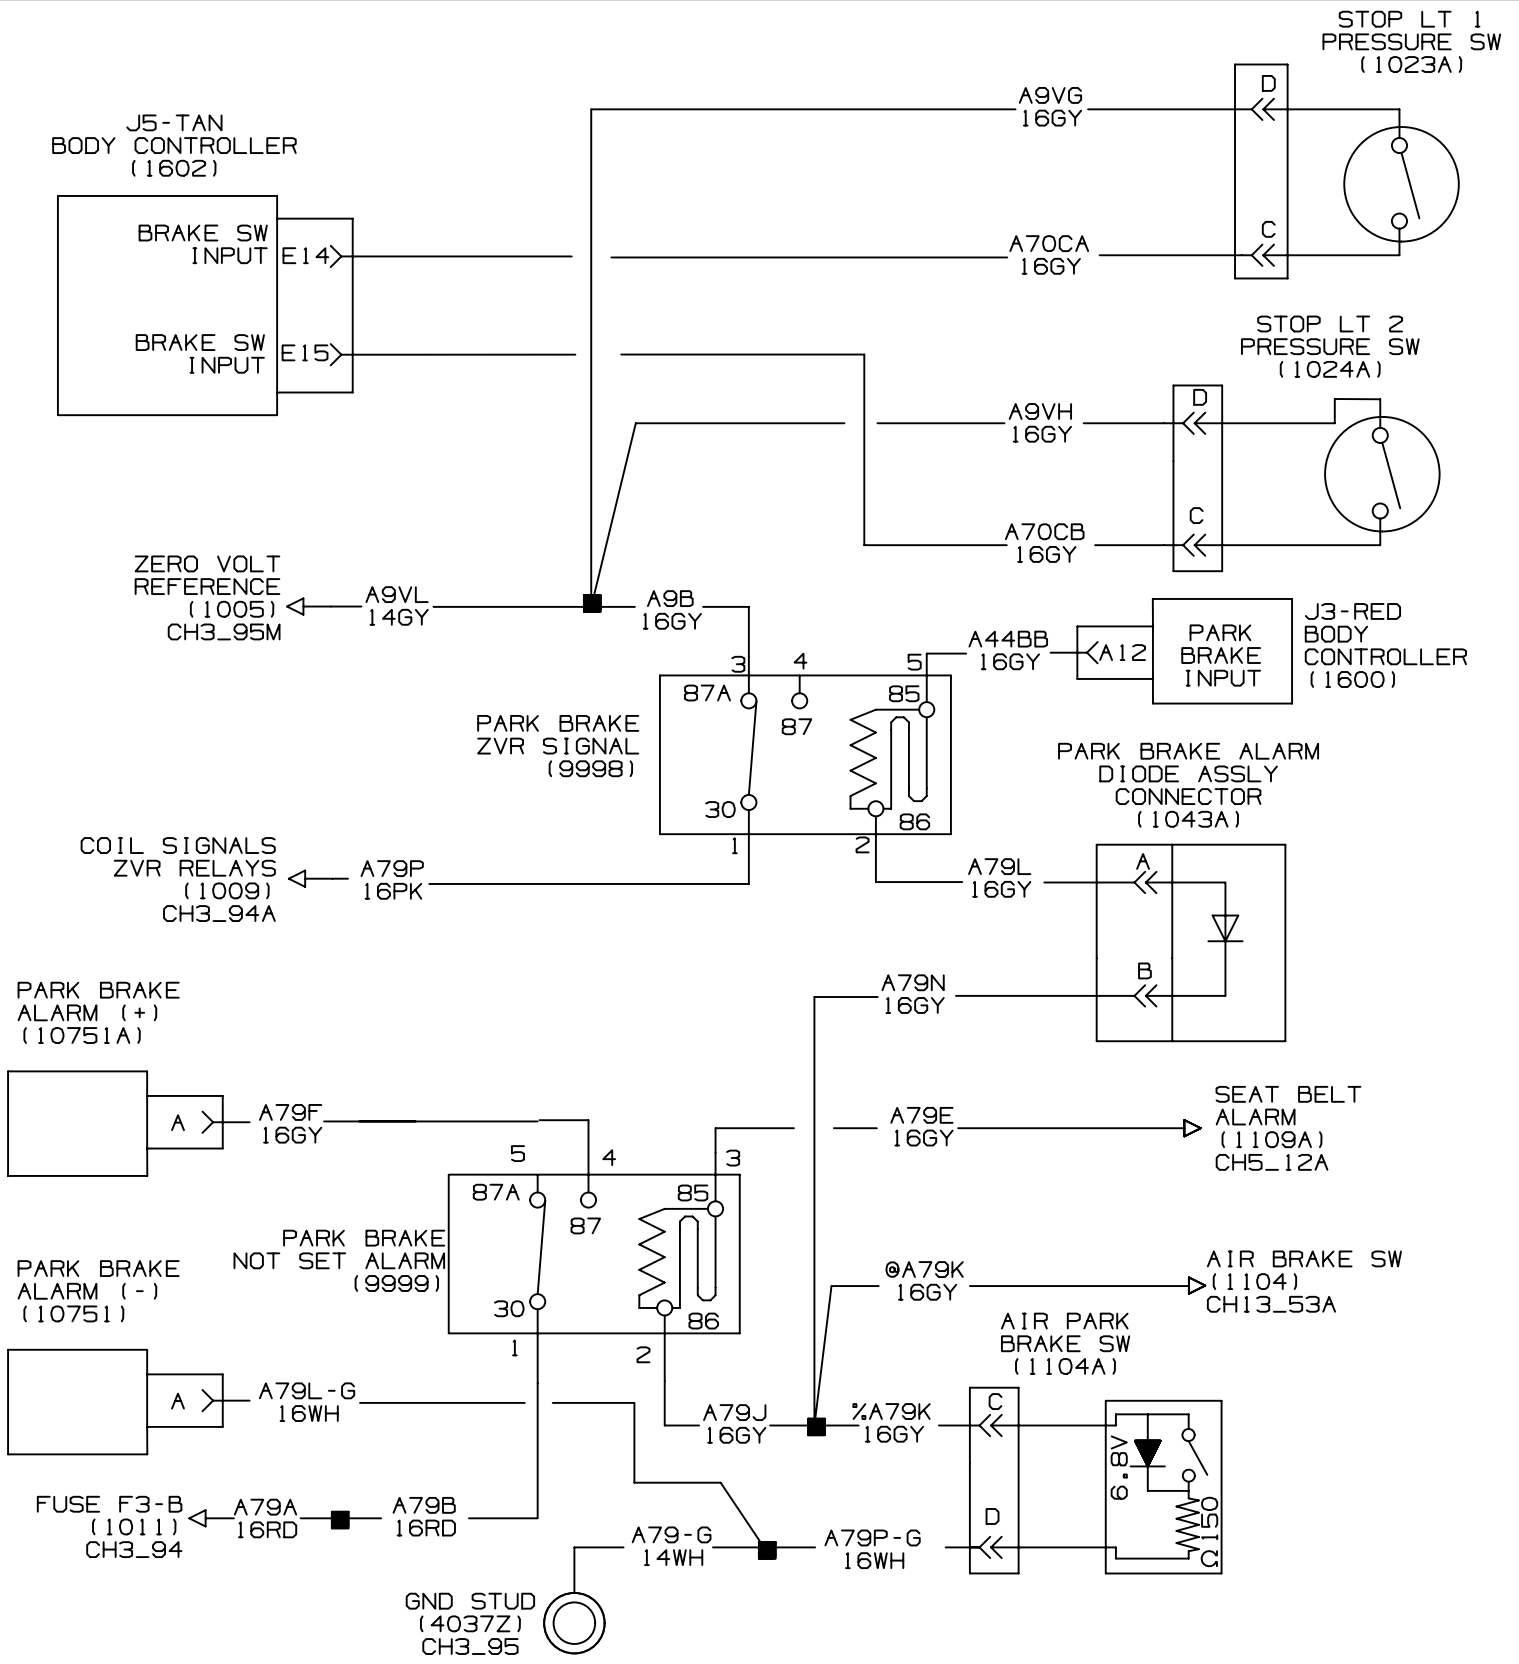 STOP LT 1
PRESSURE SW
(1023A)
D
A9VG
16GY
J5-TAN
BODY CONTROLLER
(1602)
BRAKE SW
INPUT
E14
C
A70CA
16GY
STOP LT 2
PRESSURE SW
(1024A)
BRAKE SW
INPUT
E15
D
A9VH
16GY
C
A70CB
16GY
ZERO VOLT
REFERENCE
(1005)
CH3_95M
A9VL
14GY
A9B
16GY
A44BB
16GY
A12
PARK
BRAKE
INPUT
J3-RED
BODY
CONTROLLER
(1600)
3
4
5
87A
87
85
PARK BRAKE
ZVR SIGNAL
(9998)
30
86
1
2
PARK BRAKE ALARM
DIODE ASSLY
CONNECTOR
(1043A)
COIL SIGNALS
ZVR RELAYS
(1009)
CH3_94A
A79P
16PK
A79L
16GY
A
B
A79N
16GY
PARK BRAKE
ALARM (+)
(10751A)
A
A79F
16GY
A79E
16GY
SEAT BELT
ALARM
(1109A)
CH5_12A
5
4
3
87A
87
85
PARK BRAKE
NOT SET ALARM
(9999)
30
86
1
2
PARK BRAKE
ALARM (-)
(10751)
A
A79L-G
16WH
@A79K
16GY
AIR BRAKE SW
(1104)
CH13_53A
AIR PARK
BRAKE SW
(1104A)
A79J
16GY
%A79K
16GY
C
D
6.8V
Ω150
FUSE F3-B
(1011)
CH3_94
A79A
16RD
A79B
16RD
A79-G
14WH
A79P-G
16WH
GND STUD
(4037Z)
CH3_95